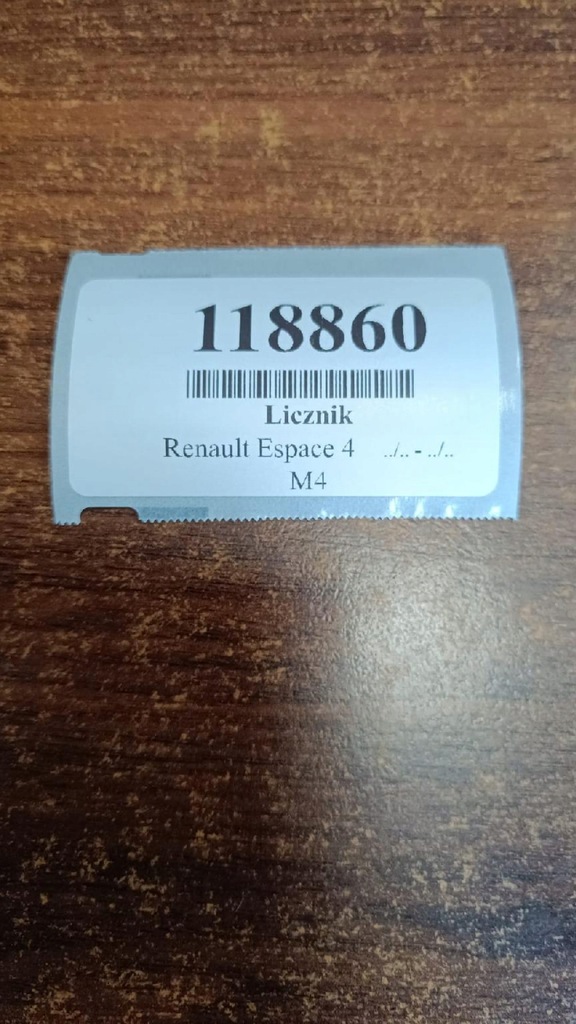 118860
Licznik
Renault Espace 4 ../.. - ../..
M4